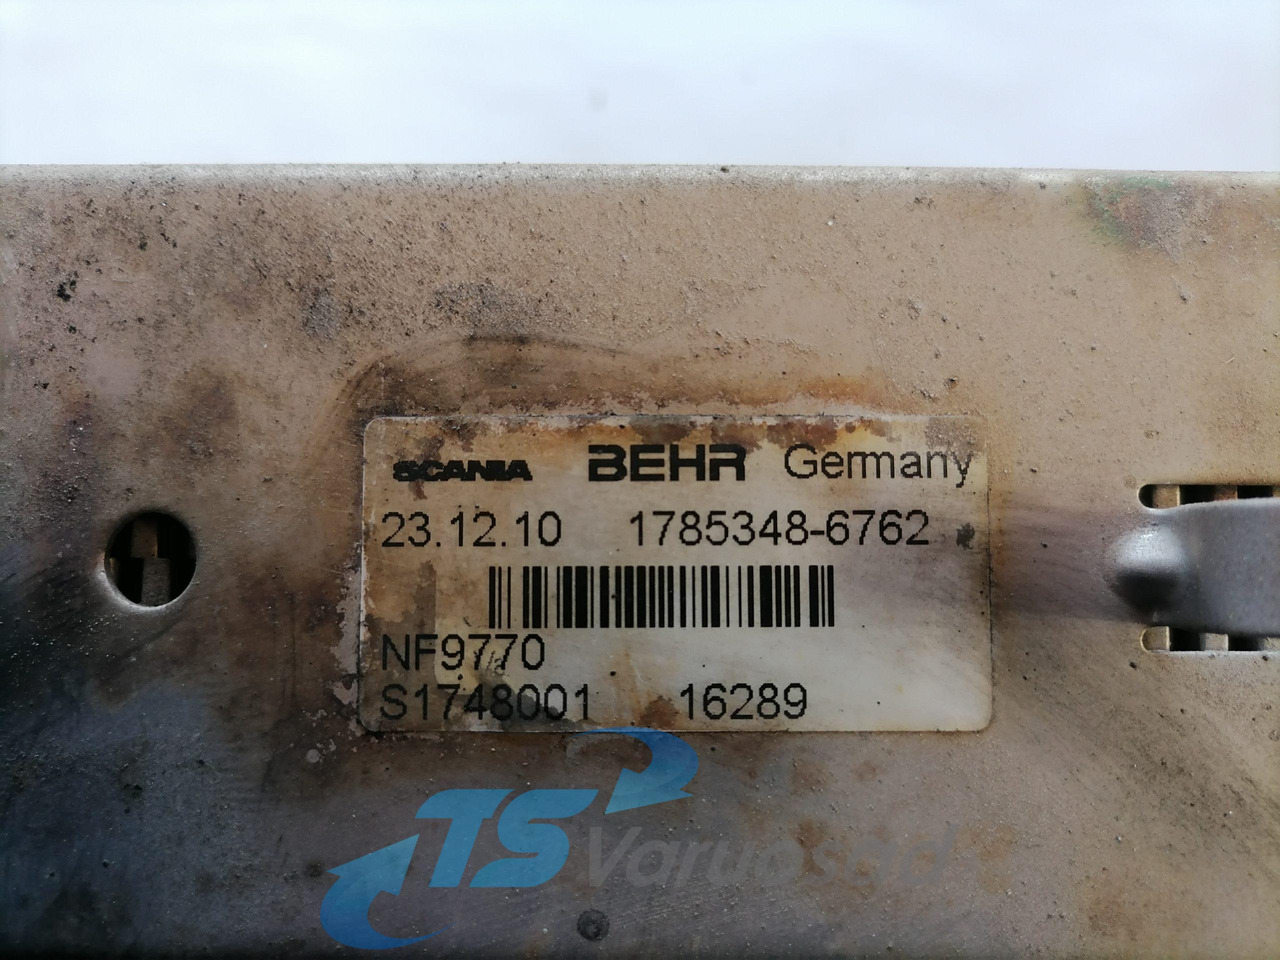 SCANIA BEHR Germany
23.12.10 1785348-6762
NF9770
S1748001 16289
TS Varuosad